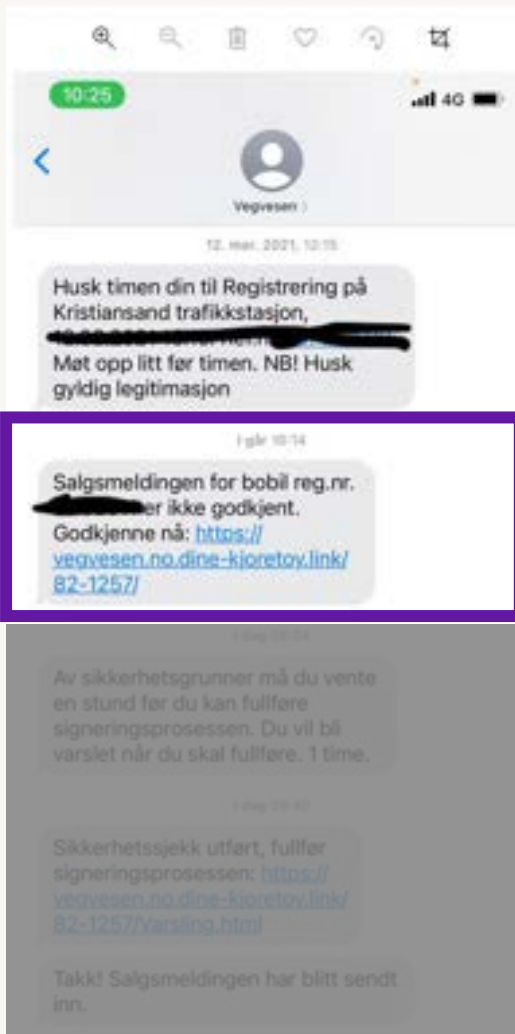 10:25
4G
Vegvesen
12. mar. 2021, 12:15
Husk timen din til Registrering på
Kristiansand trafikkstasjon,
Møt opp litt før timen. NB! Husk
gyldig legitimasjon
I går 10:14
Salgsmeldingen for bobil reg.nr.
er ikke godkjent.
Godkjenne nå: https://
vegvesen.no.dine-kjoretoy.link/
82-1257/
I dag
Av sikkerhetsgrunner må du vente
en stund før du kan fullføre
signeringsprosessen. Du vil bli
varslet når du skal fullføre. 1 time.
I dag
Sikkerhetssjekk utført, fullfør
signeringsprosessen: https://
vegvesen.no.dine-kjoretoy.link/
82-1257/Varsling.html
Takk! Salgsmeldingen har blitt sendt
inn.